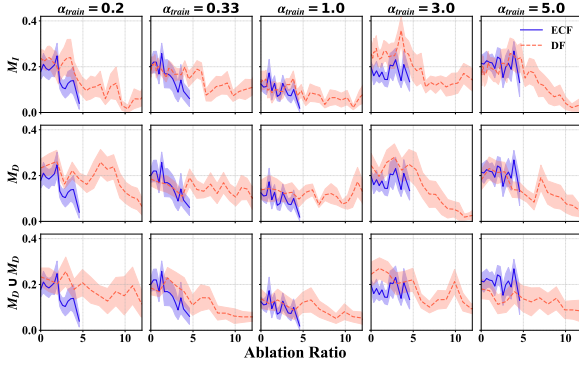 α_train = 0.2 α_train = 0.33 α_train = 1.0 α_train = 3.0 α_train = 5.0
M_I 0.4 0.2 0.0
ECF
DF
M_D 0.4 0.2 0.0
M_D ∪ M_D 0.4 0.2 0.0
0 5 10 0 5 10 0 5 10 0 5 10 0 5 10
Ablation Ratio